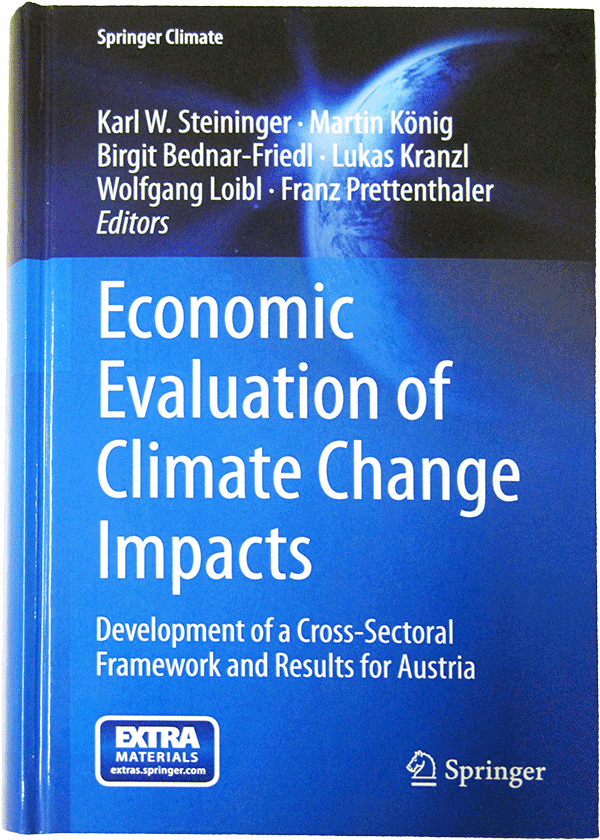 Springer Climate
Karl W. Steininger · Martin König
Birgit Bednar-Friedl · Lukas Kranzl
Wolfgang Loibl · Franz Prettenthaler
Editors
Economic
Evaluation of
Climate Change
Impacts
Development of a Cross-Sectoral
Framework and Results for Austria
EXTRA
MATERIALS
extras.springer.com
Springer